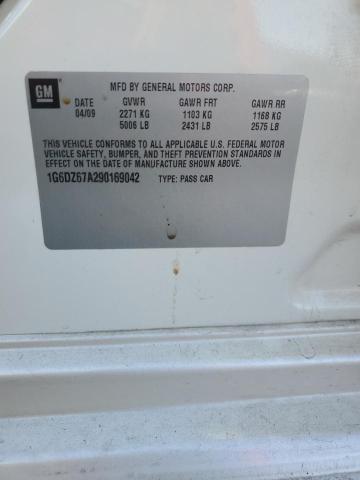 GM
MFD BY GENERAL MOTORS CORP.
DATE GVWR GAWR FRT GAWR RR
04/09 2271 KG 1103 KG 1168 KG
5006 LB 2431 LB 2575 LB
THIS VEHICLE CONFORMS TO ALL APPLICABLE U.S. FEDERAL MOTOR
VEHICLE SAFETY, BUMPER, AND THEFT PREVENTION STANDARDS IN
EFFECT ON THE DATE OF MANUFACTURE SHOWN ABOVE.
1G6DZ67A290169042 TYPE: PASS CAR